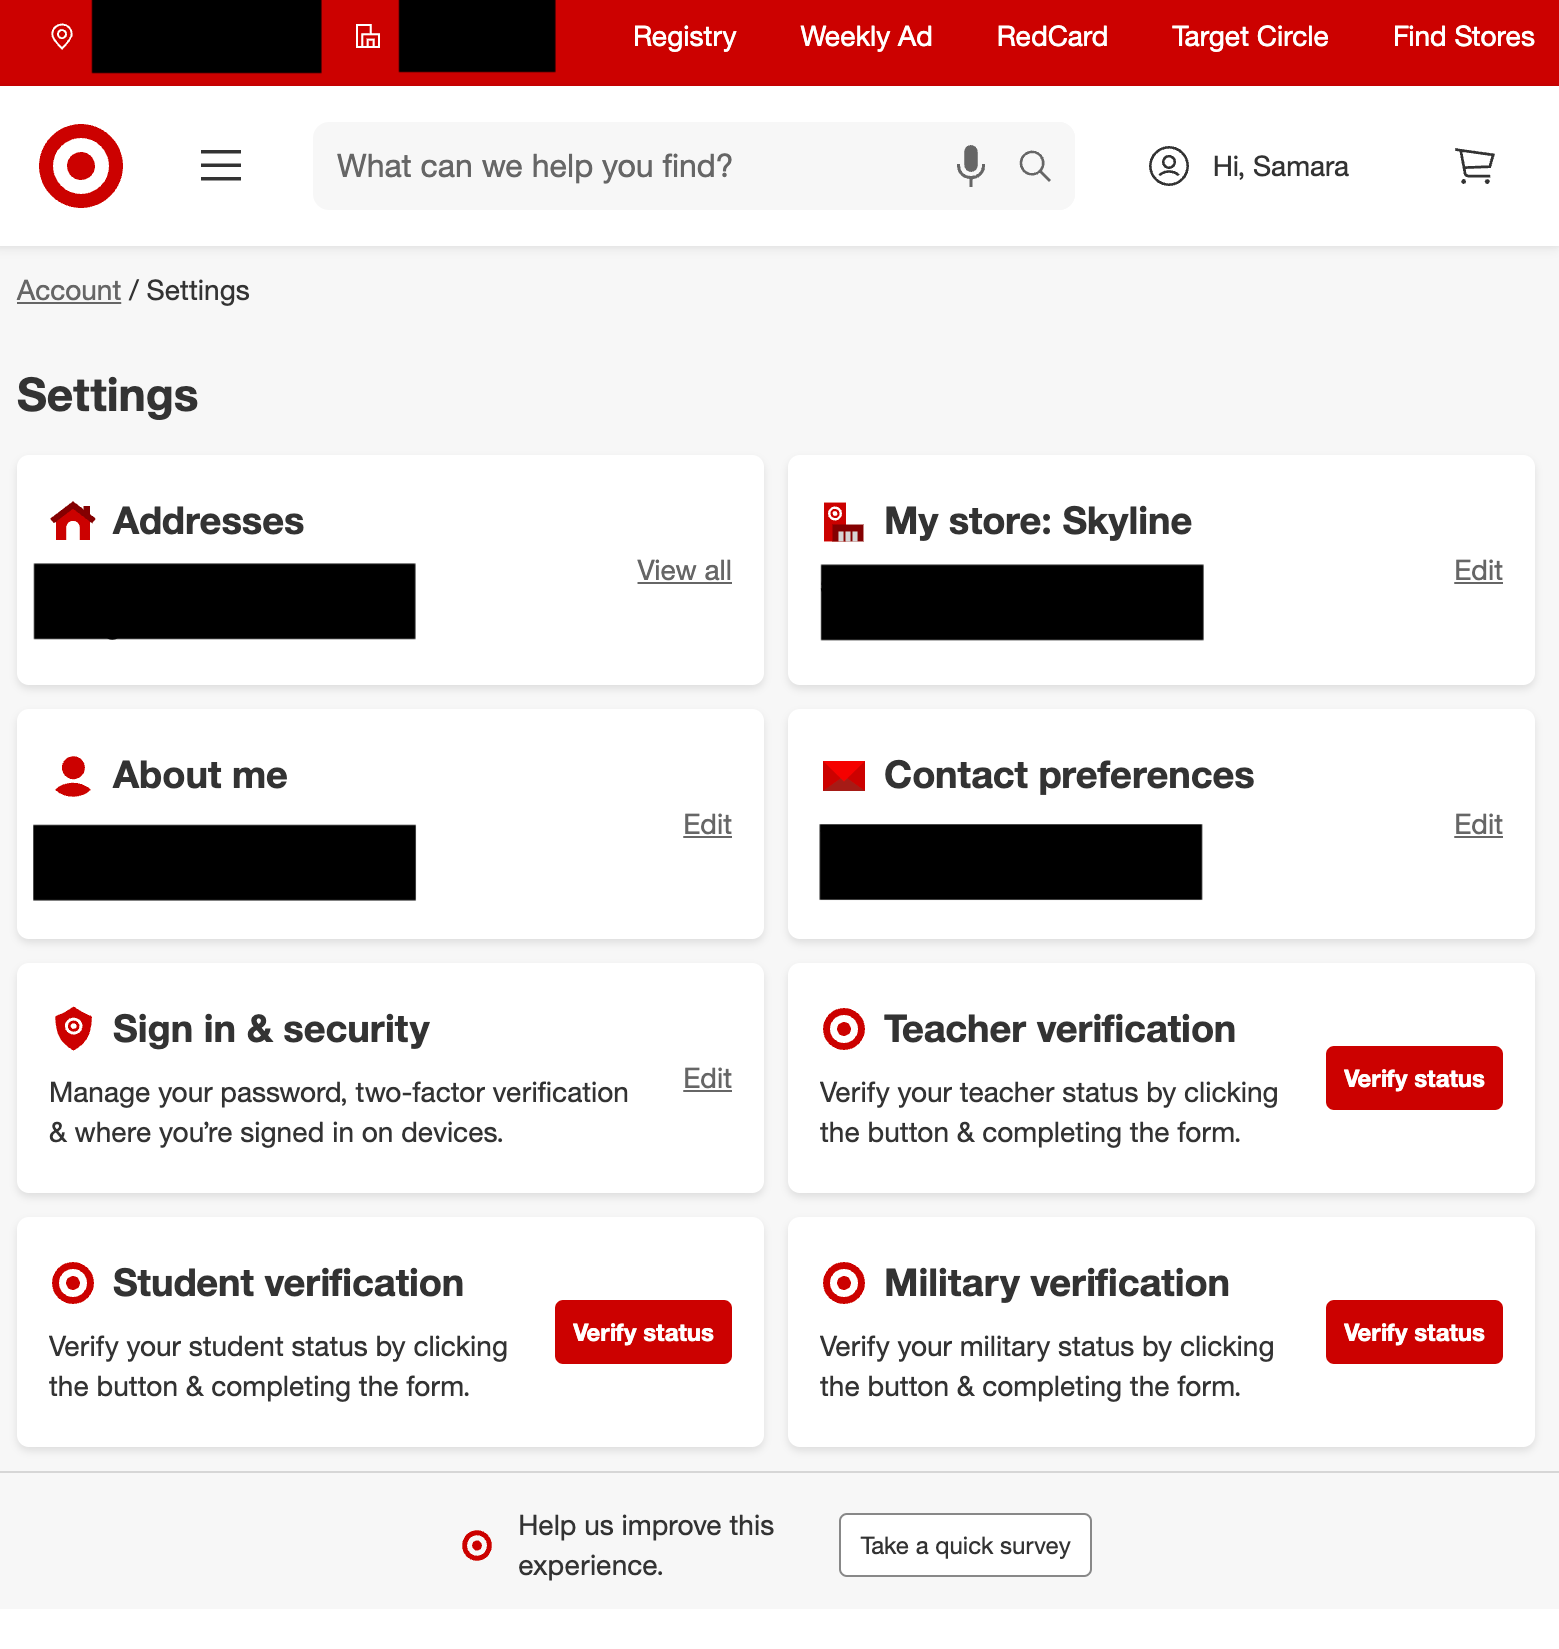 Registry Weekly Ad RedCard Target Circle Find Stores
What can we help you find? Hi, Samara
Account / Settings
Settings
Addresses
View all
My store: Skyline
Edit
About me
Edit
Contact preferences
Edit
Sign in & security
Manage your password, two-factor verification
& where you’re signed in on devices.
Edit
Teacher verification
Verify your teacher status by clicking
the button & completing the form.
Verify status
Student verification
Verify your student status by clicking
the button & completing the form.
Verify status
Military verification
Verify your military status by clicking
the button & completing the form.
Verify status
Help us improve this
experience.
Take a quick survey